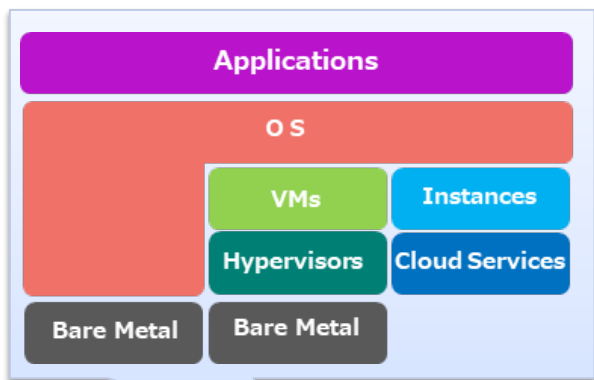 Applications
O S
VMs
Instances
Hypervisors
Cloud Services
Bare Metal
Bare Metal